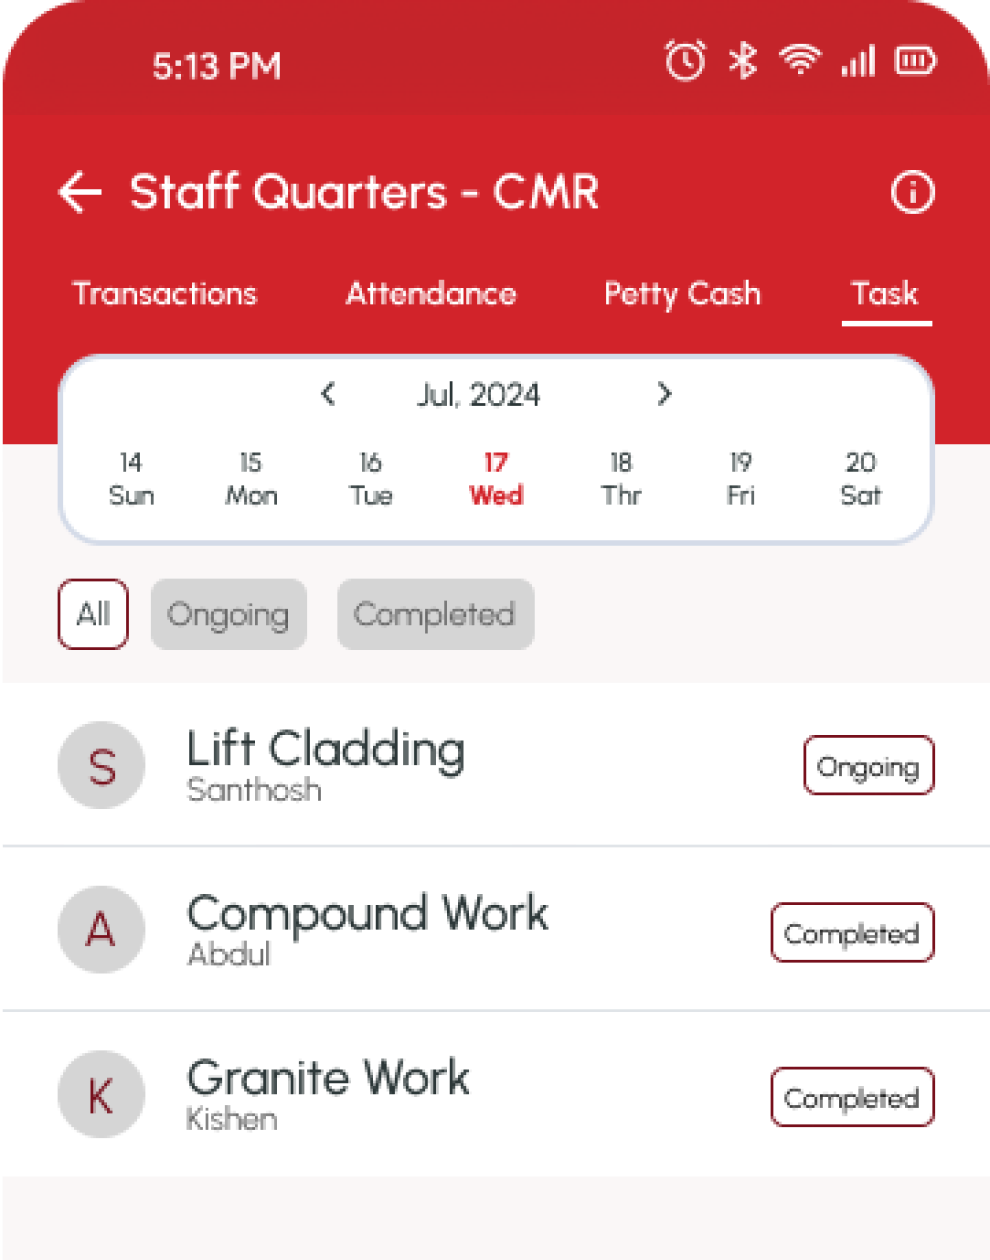 5:13 PM
Staff Quarters - CMR
Transactions Attendance Petty Cash Task
Jul, 2024
14 15 16 17 18 19 20
Sun Mon Tue Wed Thr Fri Sat
All Ongoing Completed
S Lift Cladding
Santhosh
Ongoing
A Compound Work
Abdul
Completed
K Granite Work
Kishen
Completed